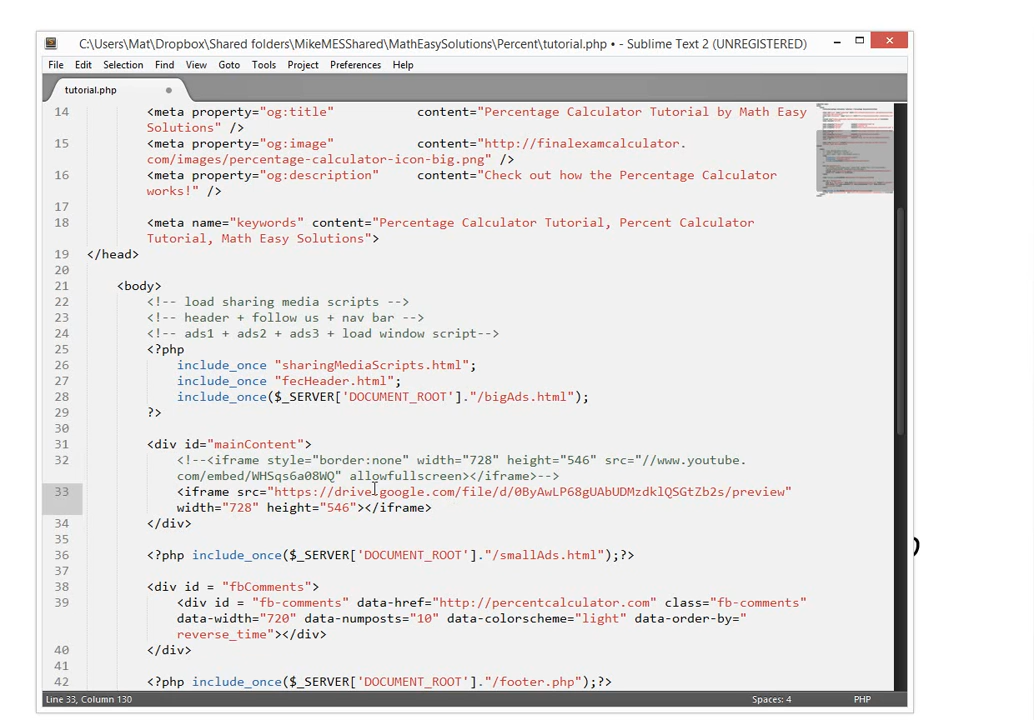 C:\Users\Mat\Dropbox\Shared folders\MikeMESShared\MathEasySolutions\Percent\tutorial.php • - Sublime Text 2 (UNREGISTERED)
File Edit Selection Find View Goto Tools Project Preferences Help
tutorial.php
14 <meta property="og:title" content="Percentage Calculator Tutorial by Math Easy
Solutions" />
15 <meta property="og:image" content="http://finalexamcalculator.
com/images/percentage-calculator-icon-big.png" />
16 <meta property="og:description" content="Check out how the Percentage Calculator
works!" />
17
18 <meta name="keywords" content="Percentage Calculator Tutorial, Percent Calculator
Tutorial, Math Easy Solutions">
19 </head>
20
21 <body>
22 <!-- load sharing media scripts -->
23 <!-- header + follow us + nav bar -->
24 <!-- ads1 + ads2 + ads3 + load window script-->
25 <?php
26 include_once "sharingMediaScripts.html";
27 include_once "fecHeader.html";
28 include_once($_SERVER['DOCUMENT_ROOT']."/bigAds.html");
29 ?>
30
31 <div id="mainContent">
32 <!--<iframe style="border:none" width="728" height="546" src="//www.youtube.
com/embed/WHSqs6a08WQ" allowfullscreen></iframe>-->
33 <iframe src="https://drive.google.com/file/d/0ByAwLP68gUAbUDMzdklQSGtZb2s/preview"
width="728" height="546"></iframe>
34 </div>
35
36 <?php include_once($_SERVER['DOCUMENT_ROOT']."/smallAds.html");?>
37
38 <div id = "fbComments">
39 <div id = "fb-comments" data-href="http://percentcalculator.com" class="fb-comments"
data-width="720" data-numposts="10" data-colorscheme="light" data-order-by="
reverse_time"></div>
40 </div>
41
42 <?php include_once($_SERVER['DOCUMENT_ROOT']."/footer.php");?>
Line 33, Column 130 Spaces: 4 PHP